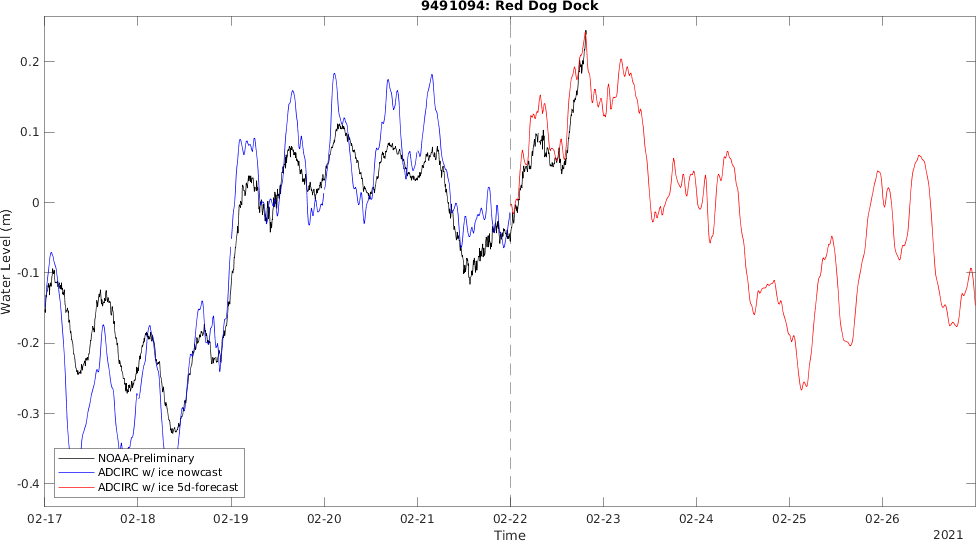 9491094: Red Dog Dock
0.2
0.1
0
-0.1
-0.2
-0.3
-0.4
Water Level (m)
NOAA-Preliminary
ADCIRC w/ ice nowcast
ADCIRC w/ ice 5d-forecast
02-17 02-18 02-19 02-20 02-21 02-22 02-23 02-24 02-25 02-26
Time
2021